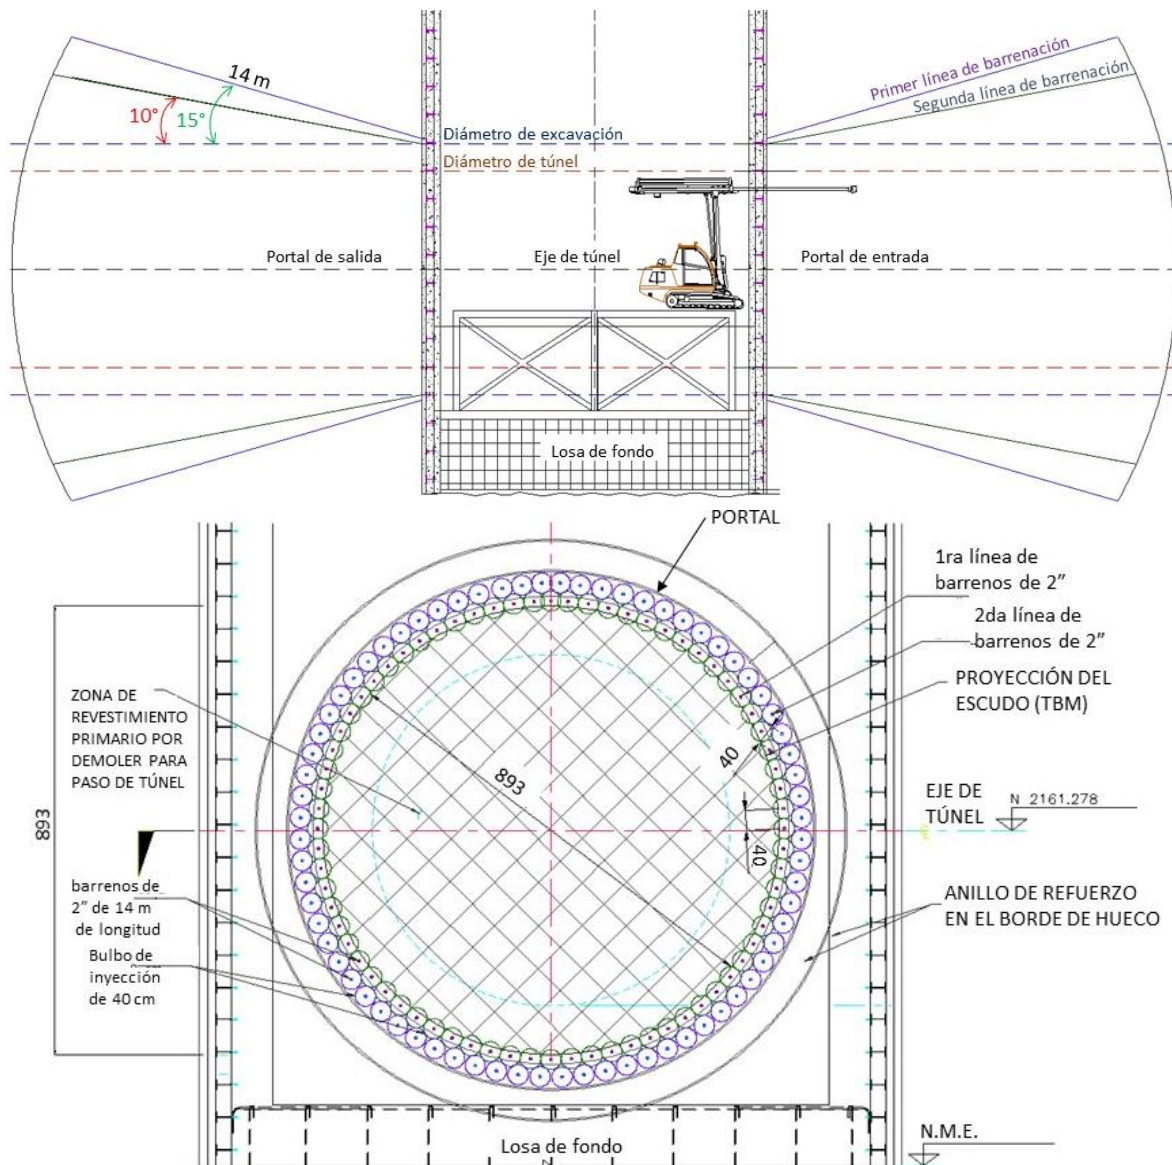 14 m
10°
15°
Primer línea de barrenación
Segunda línea de barrenación
Diámetro de excavación
Diámetro de túnel
Portal de salida
Eje de túnel
Portal de entrada
Losa de fondo
PORTAL
1ra línea de
barrenos de 2”
2da línea de
barrenos de 2”
PROYECCIÓN DEL
ESCUDO (TBM)
ZONA DE
REVESTIMIENTO
PRIMARIO POR
DEMOLER PARA
PASO DE TÚNEL
893
893
40
40
EJE DE
TÚNEL
N 2161.278
barrenos de
2” de 14 m
de longitud
Bulbo de
inyección
de 40 cm
ANILLO DE REFUERZO
EN EL BORDE DE HUECO
Losa de fondo
N.M.E.